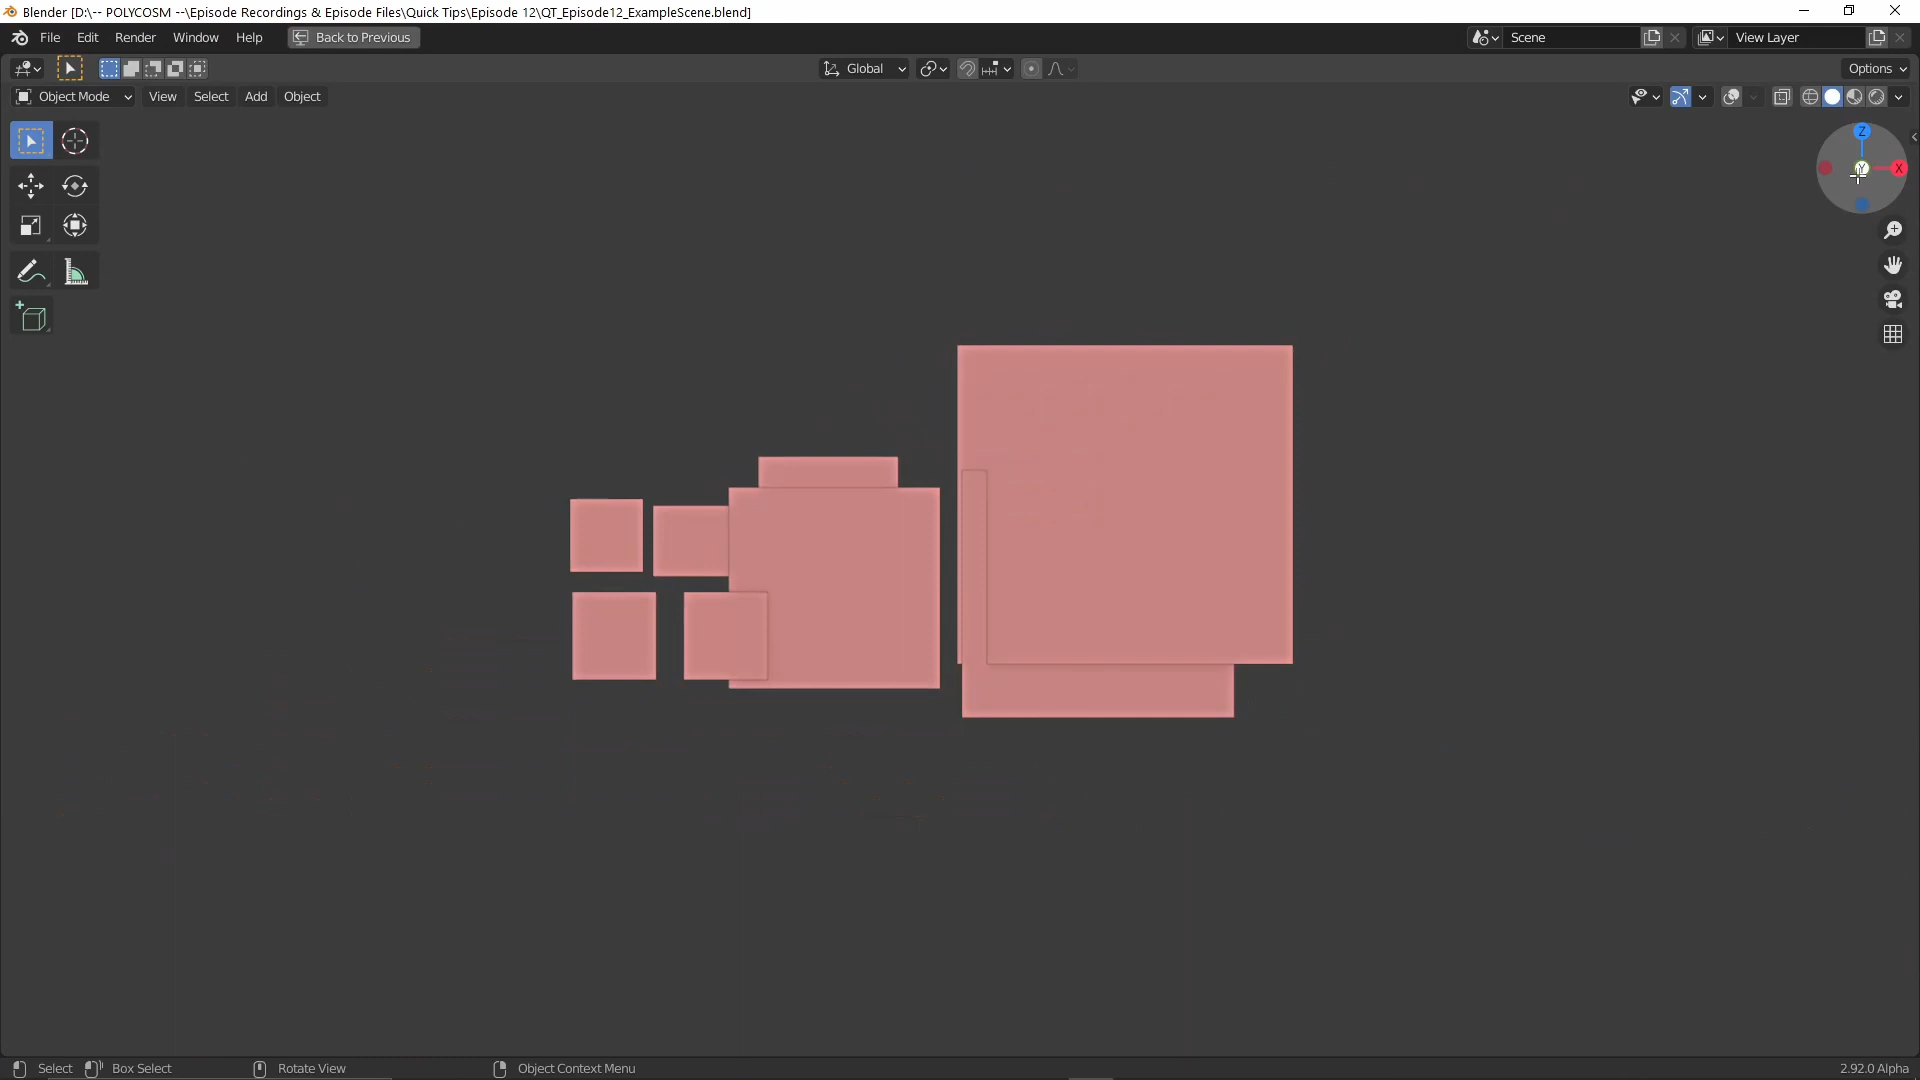 Blender [D:\-- POLYCOSM --\Episode Recordings & Episode Files\Quick Tips\Episode 12\QT_Episode12_ExampleScene.blend]
File Edit Render Window Help Back to Previous Scene View Layer
Global Options
Object Mode View Select Add Object
Z
Y X
Select Box Select Rotate View Object Context Menu 2.92.0 Alpha